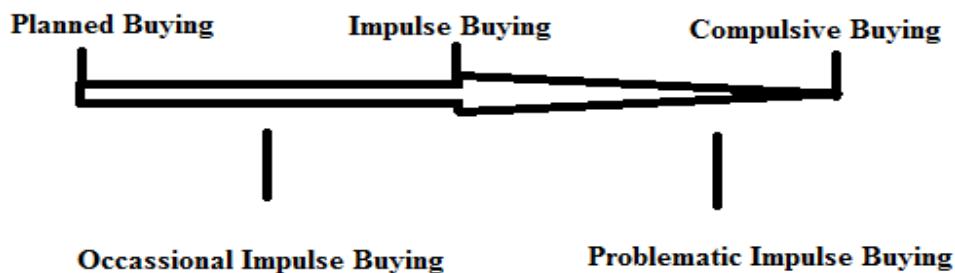 Planned Buying
Impulse Buying
Compulsive Buying
Occassional Impulse Buying
Problematic Impulse Buying